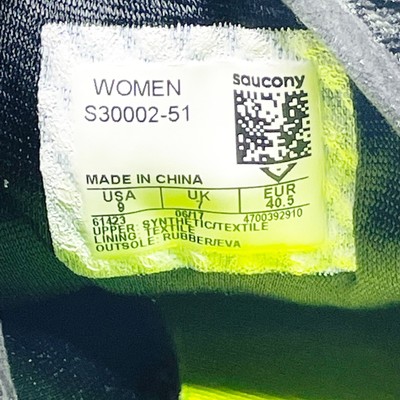 WOMEN
saucony
S30002-51
MADE IN CHINA
USA UK EUR
9 7 40.5
61423 06/17 4700392910
UPPER: SYNTHETIC/TEXTILE
LINING: TEXTILE
OUTSOLE: RUBBER/EVA